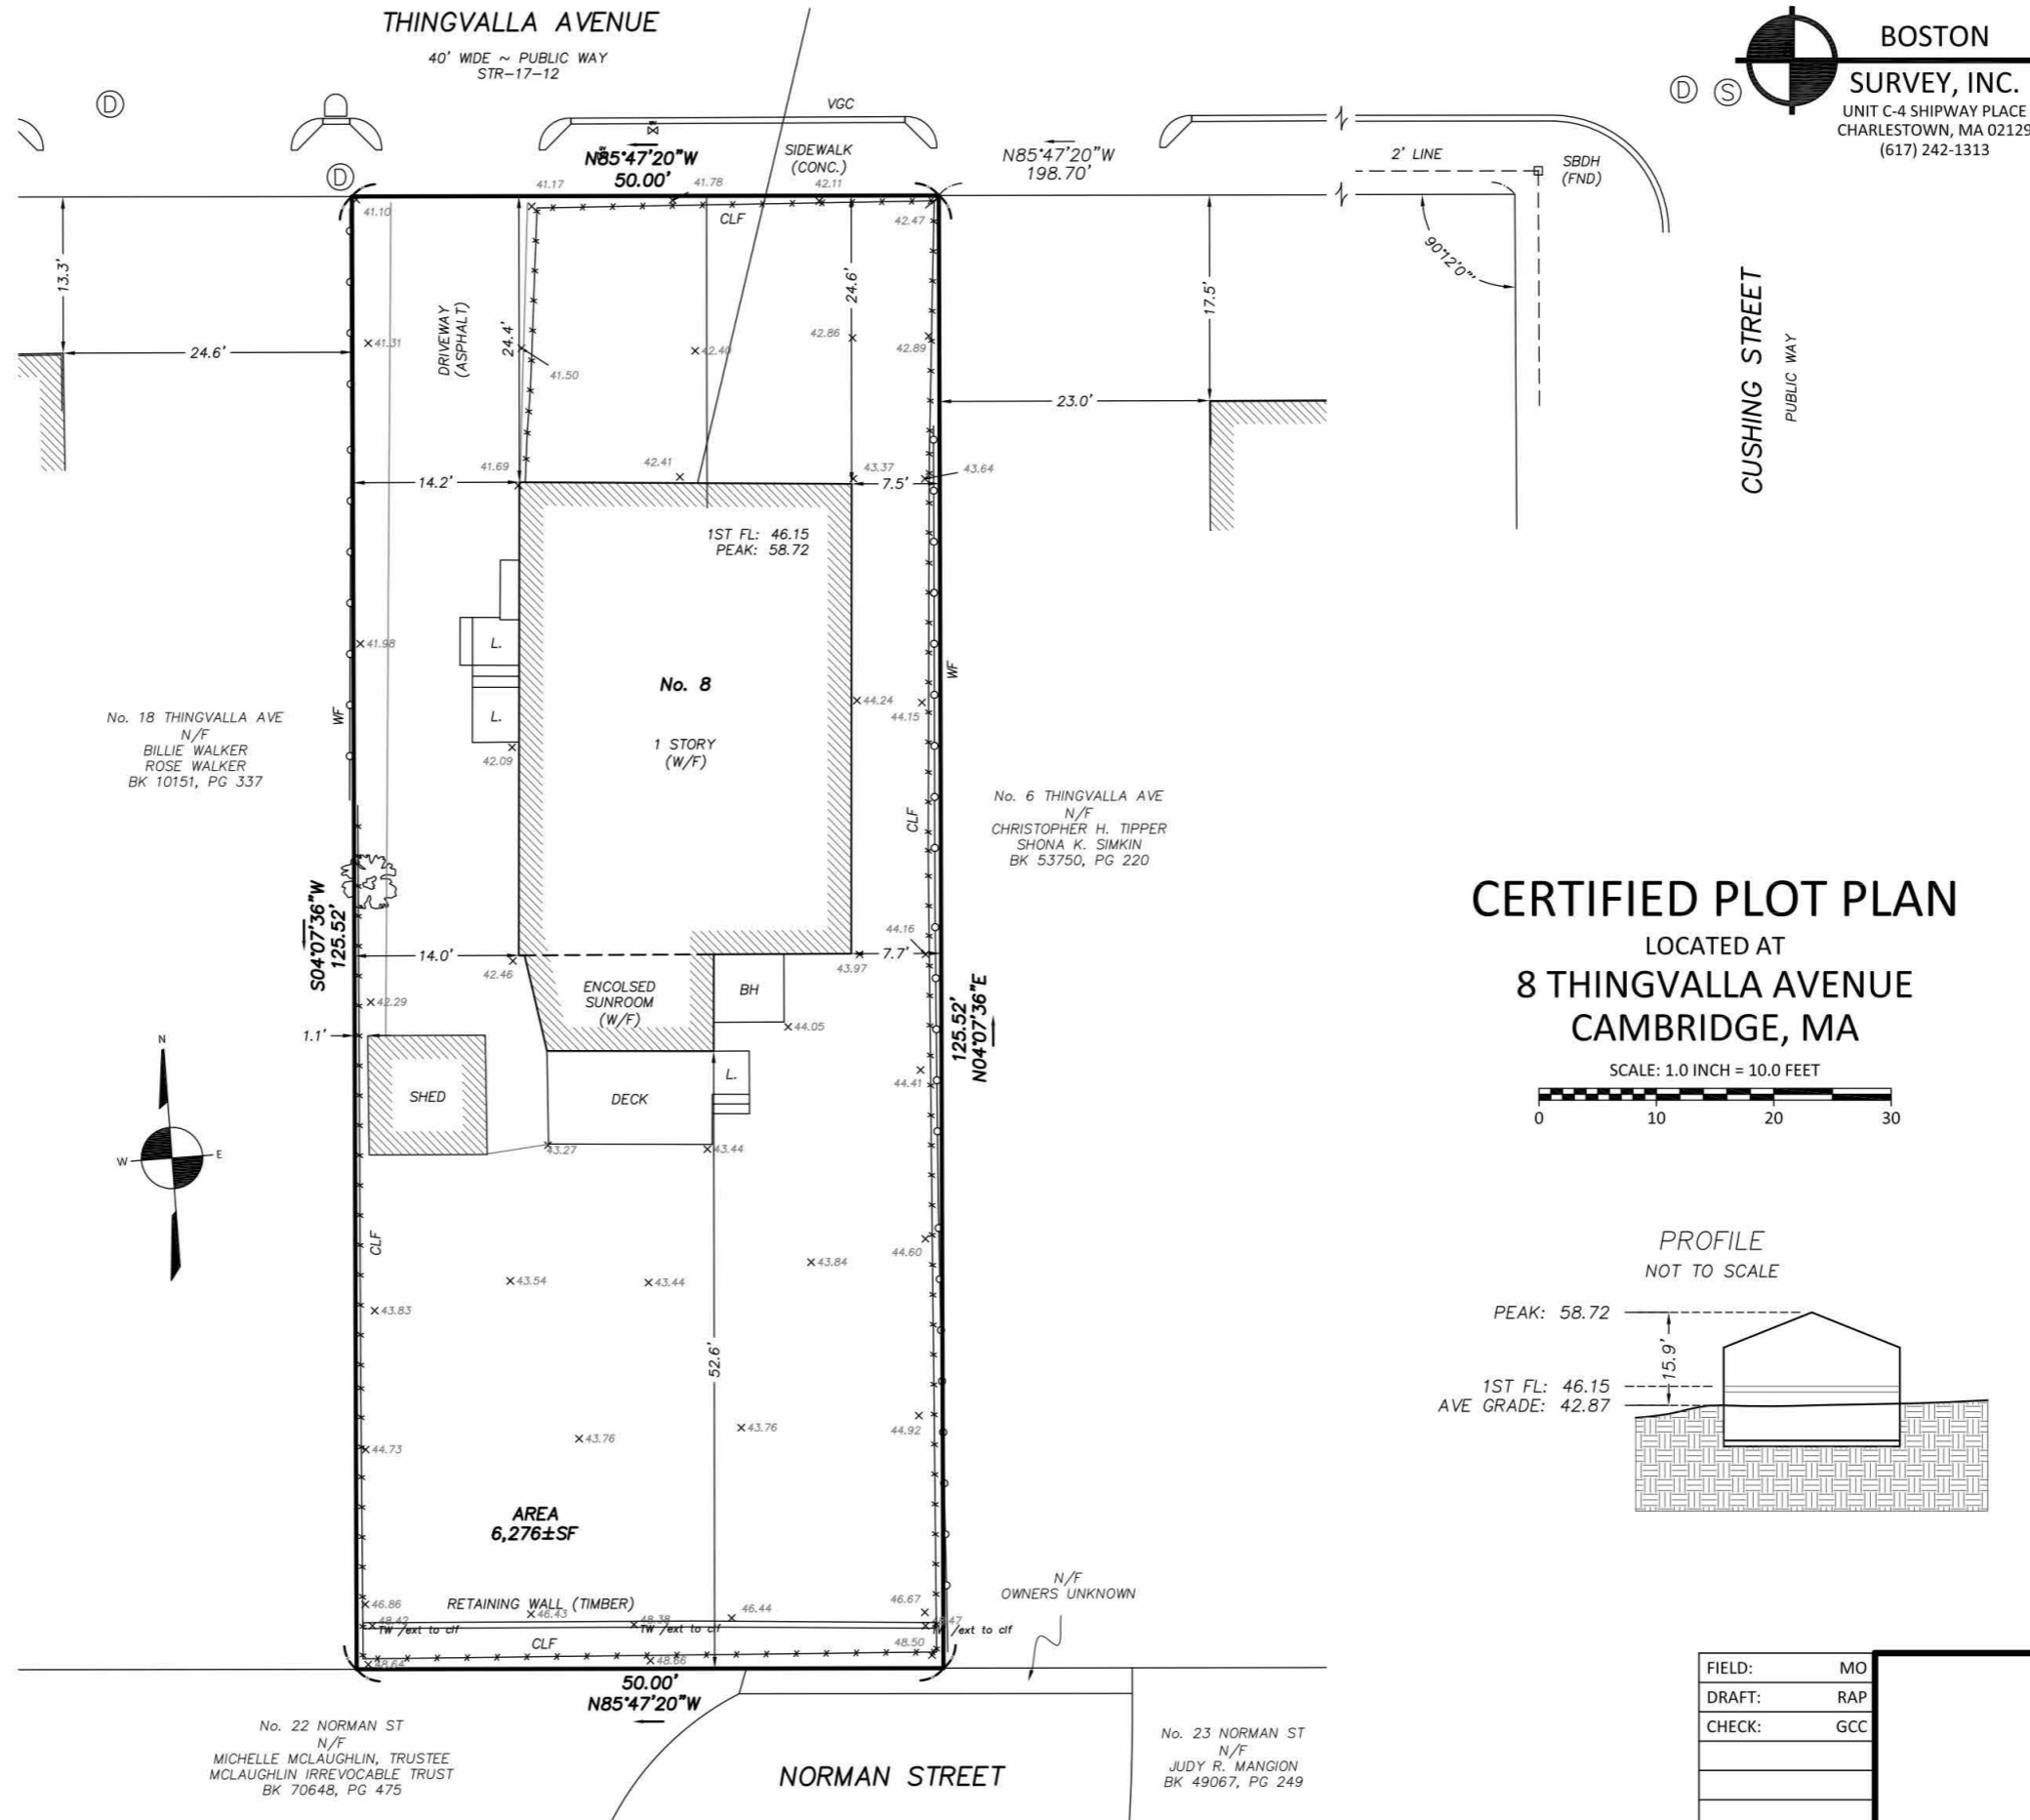 THINGVALLA AVENUE
40' WIDE ~ PUBLIC WAY
STR-17-12
BOSTON
SURVEY, INC.
UNIT C-4 SHIPWAY PLACE
CHARLESTOWN, MA 02129
(617) 242-1313
D
D
S
D
VGC
SIDEWALK
(CONC.)
N85°47'20"W
50.00'
N85°47'20"W
198.70'
2' LINE
SBDH
(FND)
90°12'0"
41.17
41.78
42.11
41.10
42.47
CLF
13.3'
24.6'
DRIVEWAY
(ASPHALT)
24.4'
24.6'
17.5'
41.31
41.50
42.40
42.86
42.89
23.0'
CUSHING STREET
PUBLIC WAY
41.69
42.41
43.37
43.64
14.2'
7.5'
1ST FL: 46.15
PEAK: 58.72
L.
L.
41.98
No. 8
1 STORY
(W/F)
WF
WF
44.24
44.15
42.09
No. 18 THINGVALLA AVE
N/F
BILLIE WALKER
ROSE WALKER
BK 10151, PG 337
No. 6 THINGVALLA AVE
N/F
CHRISTOPHER H. TIPPER
SHONA K. SIMKIN
BK 53750, PG 220
CLF
S04°07'36"W
125.52'
14.0'
42.46
44.16
7.7'
43.97
42.29
1.1'
ENCOLSED
SUNROOM
(W/F)
BH
44.05
125.52'
N04°07'36"E
SHED
DECK
L.
44.41
43.27
43.44
N
W
E
CLF
43.54
43.44
43.84
44.60
43.83
52.6'
43.76
43.76
44.92
44.73
AREA
6,276±SF
RETAINING WALL (TIMBER)
46.86
46.43
46.44
46.67
48.42
48.38
TW /ext to clf
TW /ext to clf
TW /ext to clf
CLF
48.50
48.64
48.66
N/F
OWNERS UNKNOWN
50.00'
N85°47'20"W
No. 22 NORMAN ST
N/F
MICHELLE MCLAUGHLIN, TRUSTEE
MCLAUGHLIN IRREVOCABLE TRUST
BK 70648, PG 475
NORMAN STREET
No. 23 NORMAN ST
N/F
JUDY R. MANGION
BK 49067, PG 249
CERTIFIED PLOT PLAN
LOCATED AT
8 THINGVALLA AVENUE
CAMBRIDGE, MA
SCALE: 1.0 INCH = 10.0 FEET
0 10 20 30
PROFILE
NOT TO SCALE
PEAK: 58.72
15.9'
1ST FL: 46.15
AVE GRADE: 42.87
FIELD: MO
DRAFT: RAP
CHECK: GCC